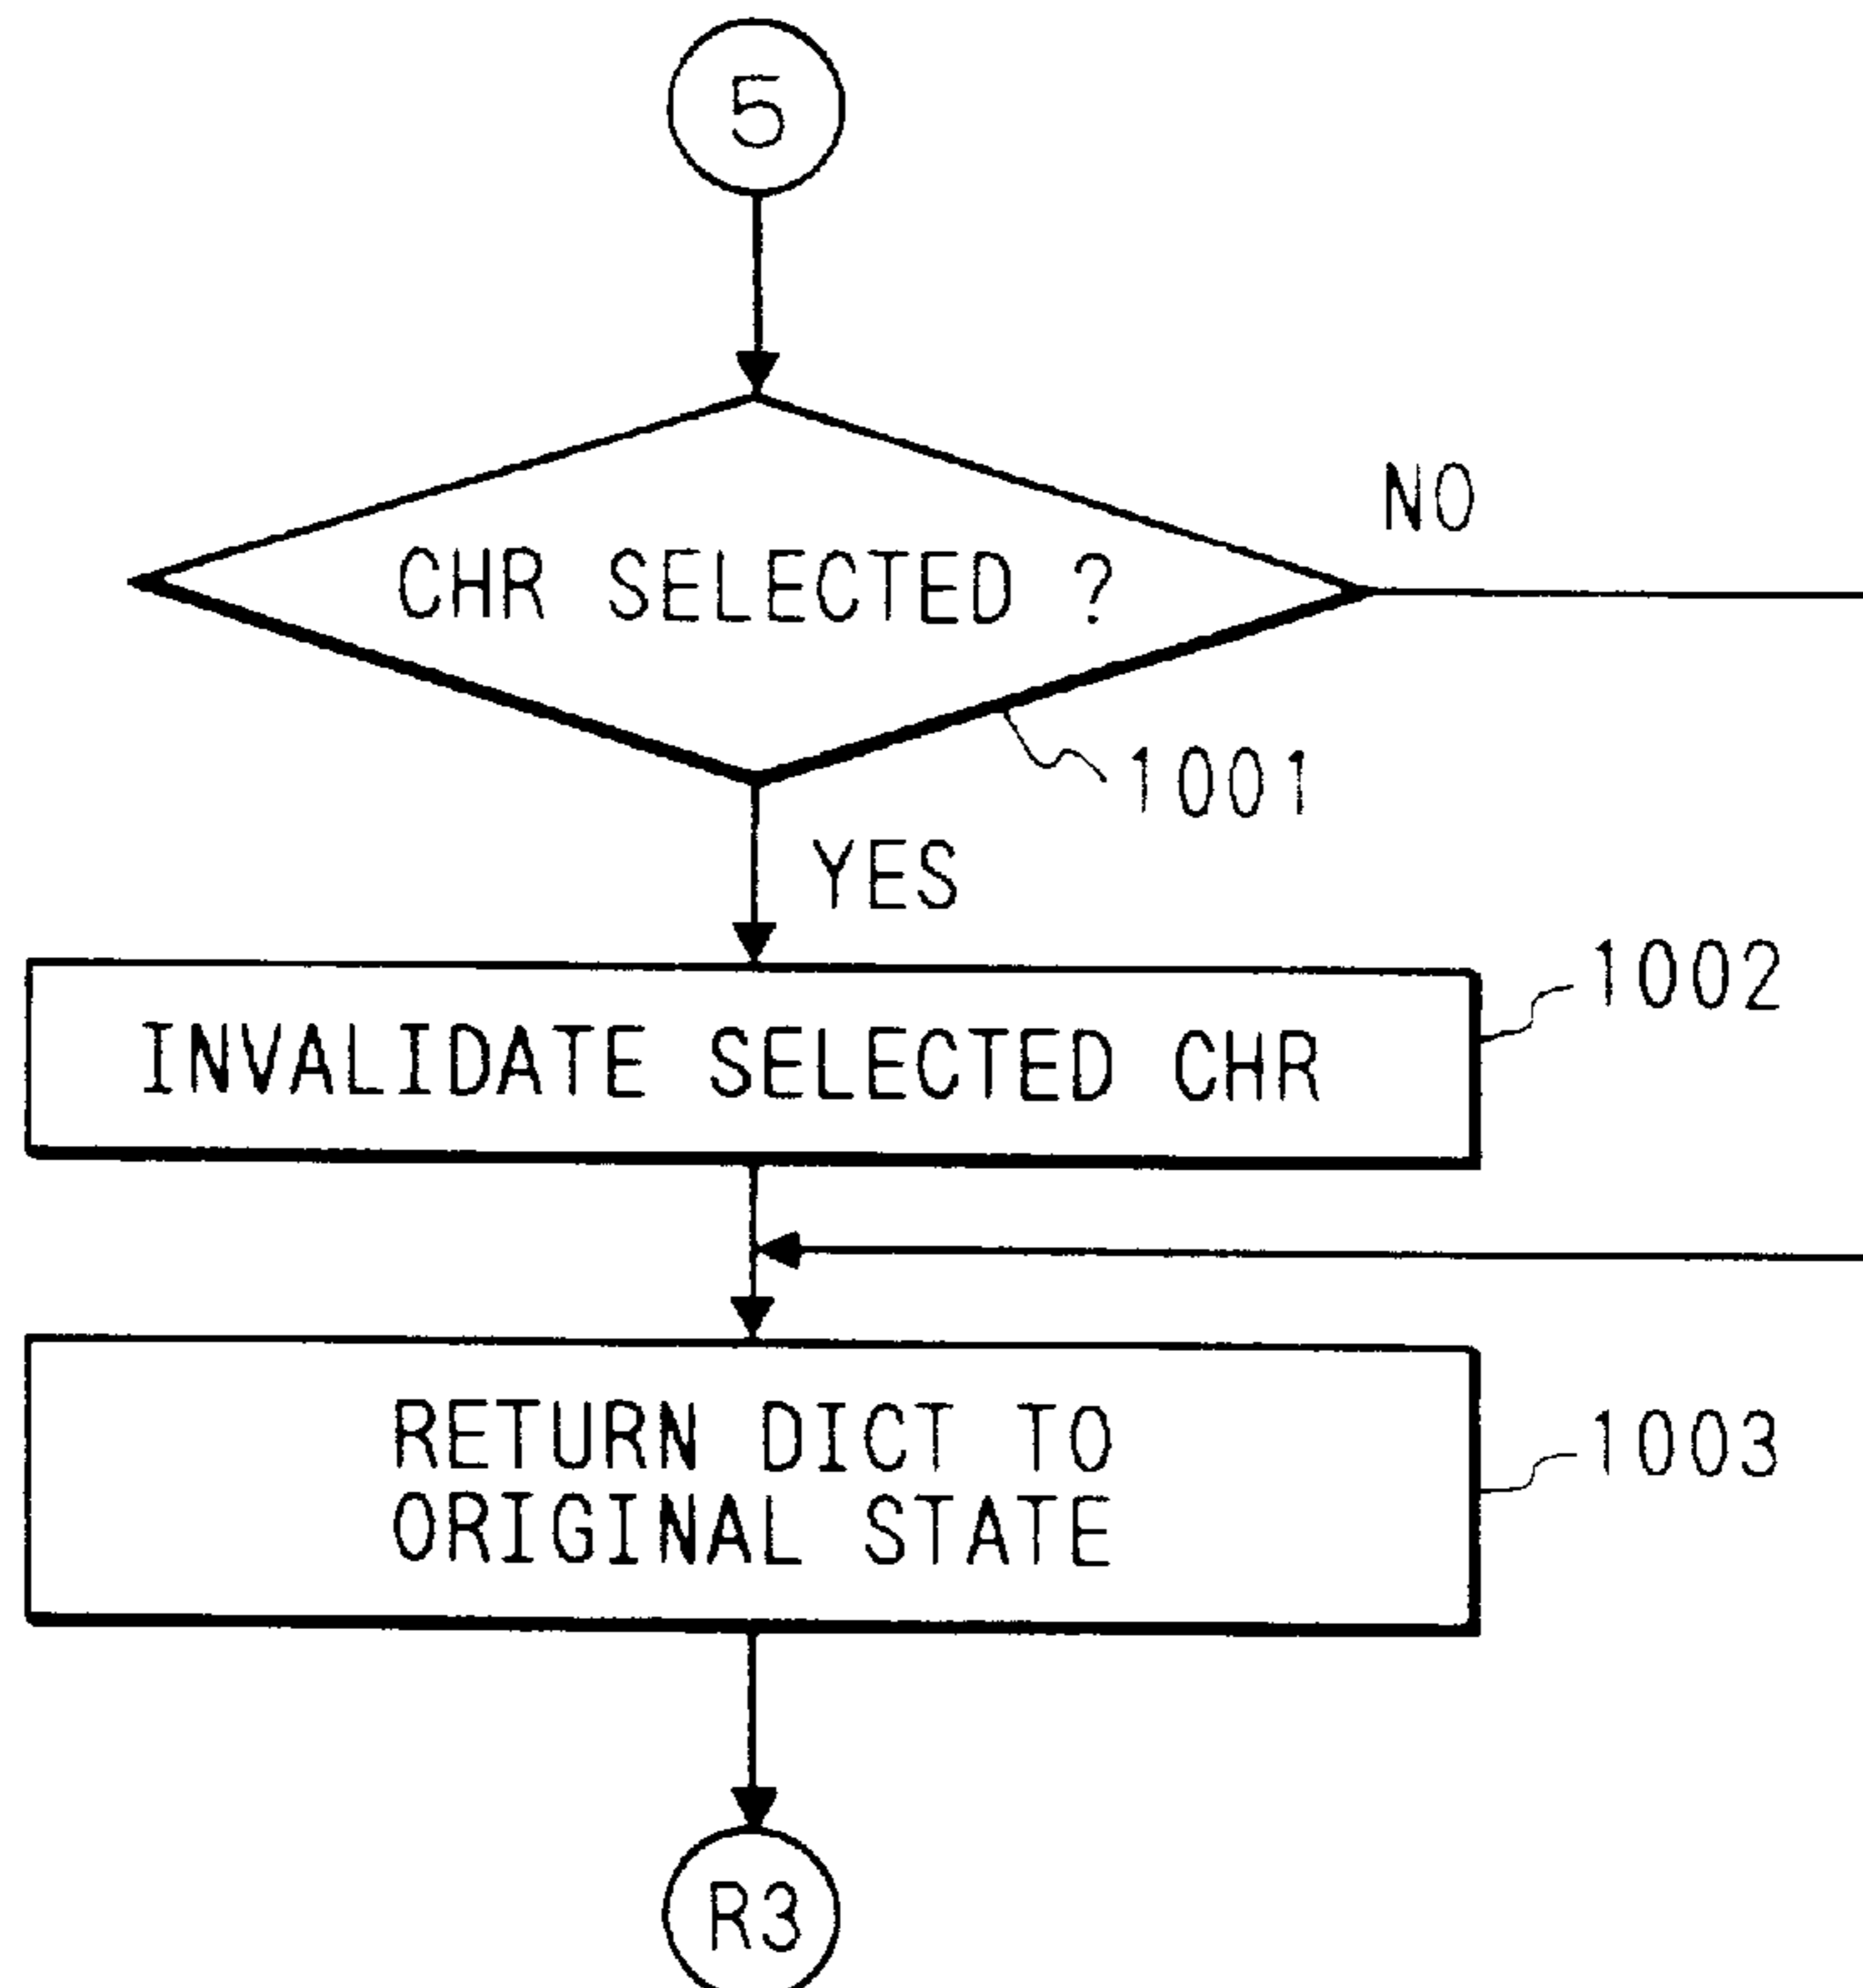 5
NO
CHR SELECTED ?
1001
YES
1002
INVALIDATE SELECTED CHR
RETURN DICT TO
1003
ORIGINAL STATE
R3